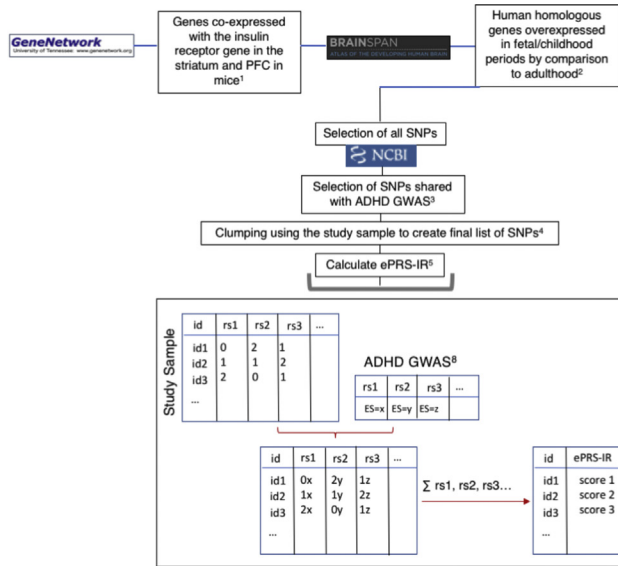 GeneNetwork
University of Tennessee: www.genenetwork.org
Genes co-expressed
with the insulin
receptor gene in the
striatum and PFC in
mice¹
BRAINSPAN
ATLAS OF THE DEVELOPING HUMAN BRAIN
Human homologous
genes overexpressed
in fetal/childhood
periods by comparison
to adulthood²
Selection of all SNPs
NCBI
Selection of SNPs shared
with ADHD GWAS³
Clumping using the study sample to create final list of SNPs⁴
Calculate ePRS-IR⁵
Study Sample
id rs1 rs2 rs3 ...
id1 0 2 1
id2 1 1 2
id3 2 0 1
...
ADHD GWAS⁸
rs1 rs2 rs3 ...
ES=x ES=y ES=z
id rs1 rs2 rs3 ...
id1 0x 2y 1z
id2 1x 1y 2z
id3 2x 0y 1z
...
∑ rs1, rs2, rs3...
id ePRS-IR
id1 score 1
id2 score 2
id3 score 3
...